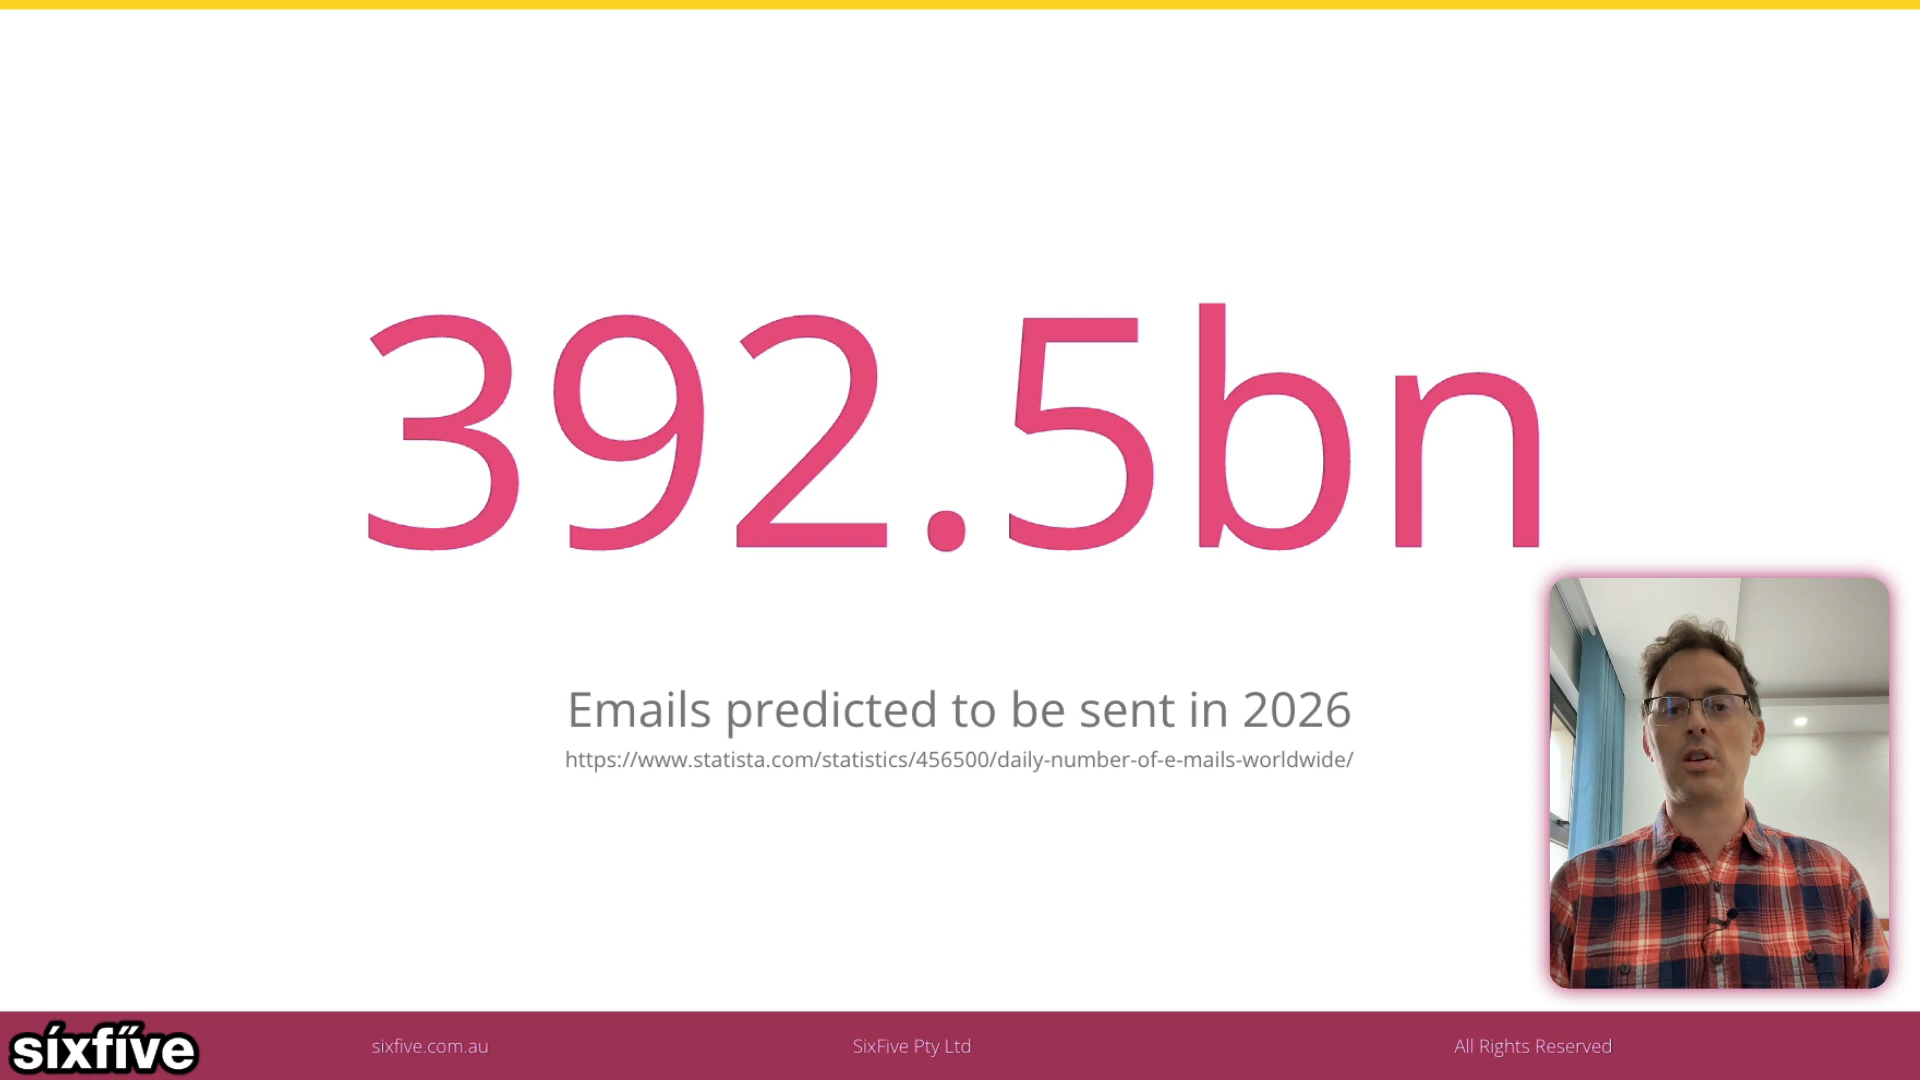 392.5bn
Emails predicted to be sent in 2026
https://www.statista.com/statistics/456500/daily-number-of-e-mails-worldwide/
síxfíve
sixfive.com.au
SixFive Pty Ltd
All Rights Reserved